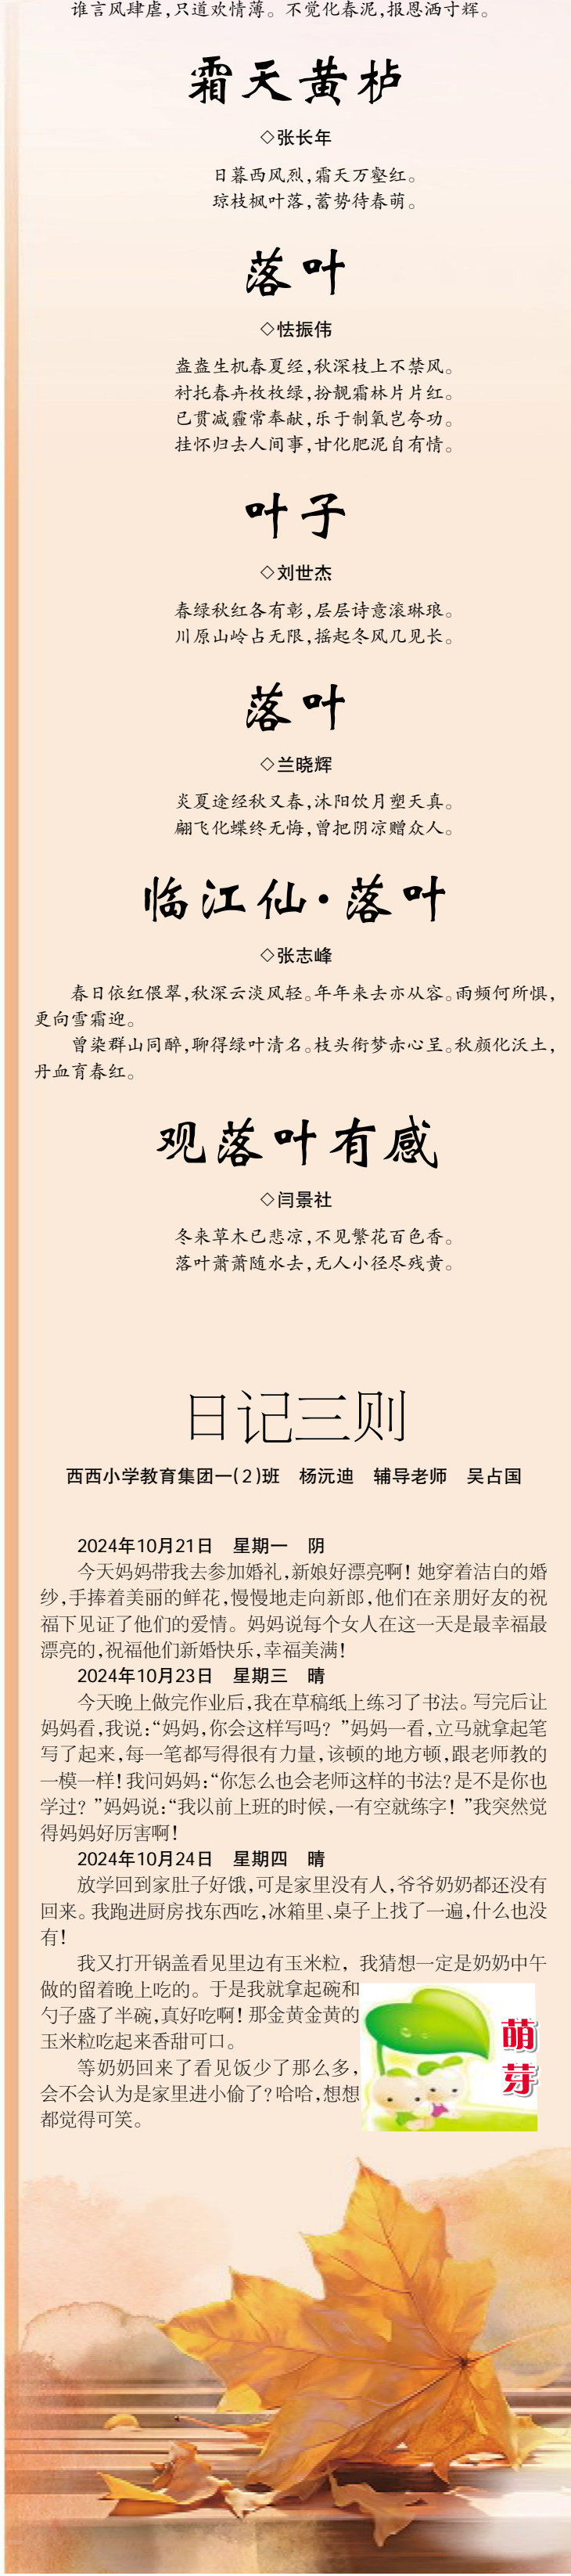 谁言风肆虐,只道欢情薄。不觉化春泥,报恩洒寸辉。
霜天黄栌
◇张长年
日暮西风烈,霜天万壑红。
琼枝枫叶落,蓄势待春萌。
落叶
◇怯振伟
盎盎生机春夏经,秋深枝上不禁风。
衬托春卉枚枚绿,扮靓霜林片片红。
已贯减霾常奉献,乐于制氧岂夸功。
挂怀归去人间事,甘化肥泥自有情。
叶子
◇刘世杰
春绿秋红各有彰,层层诗意滚琳琅。
川原山岭占无限,摇起冬风几见长。
落叶
◇兰晓辉
炎夏途经秋又春,沐阳饮月塑天真。
翩飞化蝶终无悔,曾把阴凉赠众人。
临江仙·落叶
◇张志峰
春日依红偎翠,秋深云淡风轻。年年来去亦从容。雨频何所惧,
更向雪霜迎。
曾染群山同醉,聊得绿叶清名。枝头衔梦赤心呈。秋颜化沃土,
丹血育春红。
观落叶有感
◇闫景社
冬来草木已悲凉,不见繁花百色香。
落叶萧萧随水去,无人小径尽残黄。
日记三则
西西小学教育集团一(2)班 杨沅迪 辅导老师 吴占国
2024年10月21日 星期一 阴
今天妈妈带我去参加婚礼,新娘好漂亮啊! 她穿着洁白的婚
纱,手捧着美丽的鲜花,慢慢地走向新郎,他们在亲朋好友的祝
福下见证了他们的爱情。妈妈说每个女人在这一天是最幸福最
漂亮的,祝福他们新婚快乐,幸福美满!
2024年10月23日 星期三 晴
今天晚上做完作业后,我在草稿纸上练习了书法。写完后让
妈妈看,我说:“妈妈,你会这样写吗? ”妈妈一看,立马就拿起笔
写了起来,每一笔都写得很有力量,该顿的地方顿,跟老师教的
一模一样!我问妈妈:“你怎么也会老师这样的书法?是不是你也
学过? ”妈妈说:“我以前上班的时候,一有空就练字! ”我突然觉
得妈妈好厉害啊!
2024年10月24日 星期四 晴
放学回到家肚子好饿,可是家里没有人,爷爷奶奶都还没有
回来。我跑进厨房找东西吃,冰箱里、桌子上找了一遍,什么也没
有!
我又打开锅盖看见里边有玉米粒, 我猜想一定是奶奶中午
做的留着晚上吃的。于是我就拿起碗和
勺子盛了半碗,真好吃啊! 那金黄金黄的
玉米粒吃起来香甜可口。
等奶奶回来了看见饭少了那么多,
会不会认为是家里进小偷了?哈哈,想想
都觉得可笑。
萌芽